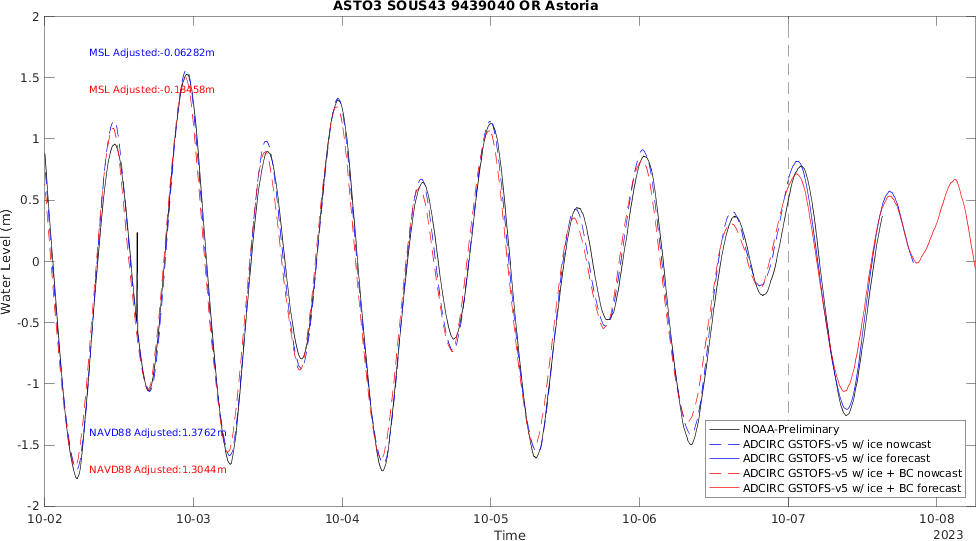 ASTO3 SOUS43 9439040 OR Astoria
2
MSL Adjusted:-0.06282m
1.5
MSL Adjusted:-0.13458m
1
0.5
0
-0.5
-1
-1.5
-2
Water Level (m)
NAVD88 Adjusted:1.3762m
NAVD88 Adjusted:1.3044m
NOAA-Preliminary
ADCIRC GSTOFS-v5 w/ ice nowcast
ADCIRC GSTOFS-v5 w/ ice forecast
ADCIRC GSTOFS-v5 w/ ice + BC nowcast
ADCIRC GSTOFS-v5 w/ ice + BC forecast
10-02 10-03 10-04 10-05 10-06 10-07 10-08
Time
2023